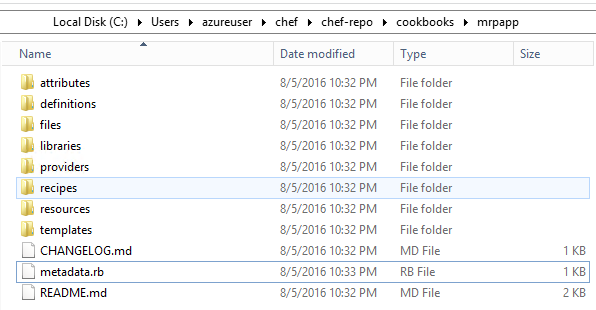 Local Disk (C:) Users azureuser chef chef-repo cookbooks mrpapp
Name Date modified Type Size
attributes 8/5/2016 10:32 PM File folder
definitions 8/5/2016 10:32 PM File folder
files 8/5/2016 10:32 PM File folder
libraries 8/5/2016 10:32 PM File folder
providers 8/5/2016 10:32 PM File folder
recipes 8/5/2016 10:32 PM File folder
resources 8/5/2016 10:32 PM File folder
templates 8/5/2016 10:32 PM File folder
CHANGELOG.md 8/5/2016 10:32 PM MD File 1 KB
metadata.rb 8/5/2016 10:33 PM RB File 1 KB
README.md 8/5/2016 10:32 PM MD File 2 KB